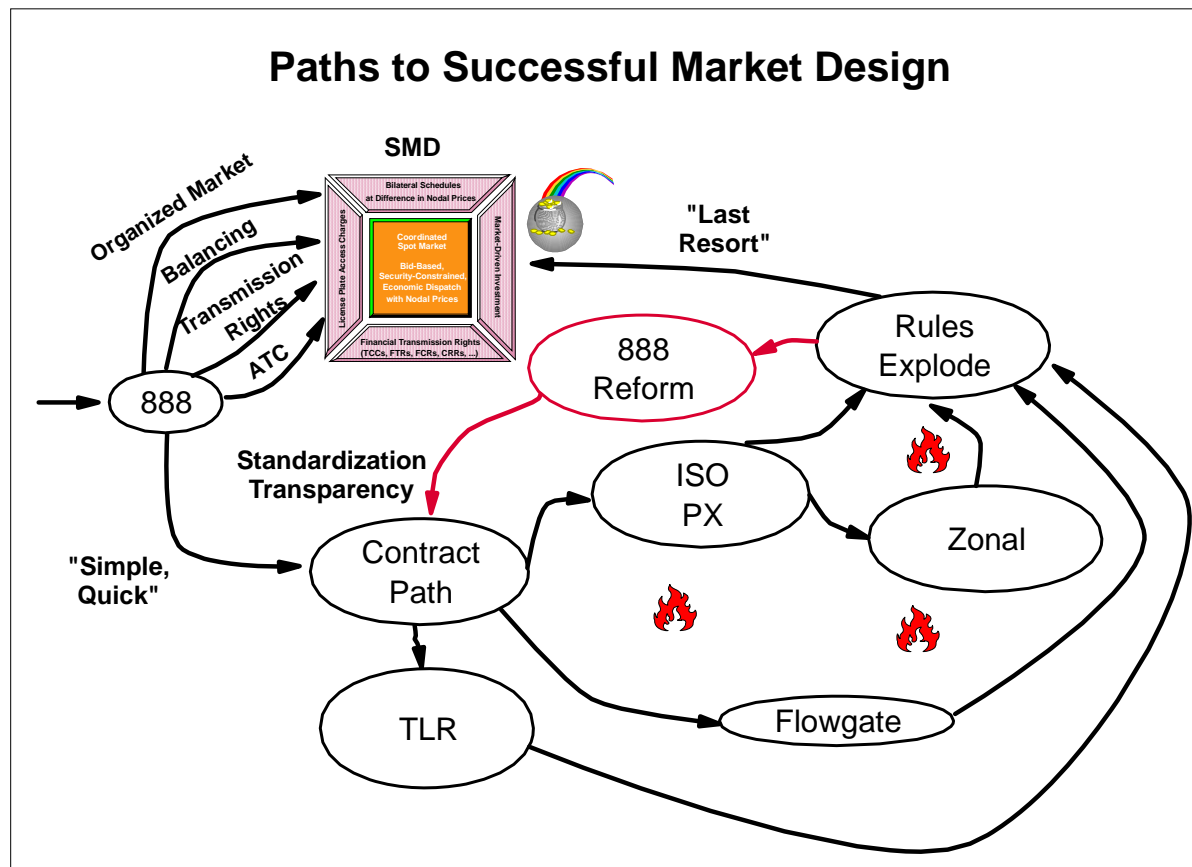 Paths to Successful Market Design
SMD
Organized Market
Balancing
Transmission
Rights
ATC
Bilateral Schedules
at Difference in Nodal Prices
License Plate Access Charges
Coordinated
Spot Market
Bid-Based,
Security-Constrained,
Economic Dispatch
with Nodal Prices
Market-Driven Investment
Financial Transmission Rights
(TCCs, FTRs, FCRs, CRRs, ...)
"Last
Resort"
Rules
Explode
888
Reform
888
Standardization
Transparency
ISO
PX
Zonal
"Simple,
Quick"
Contract
Path
TLR
Flowgate